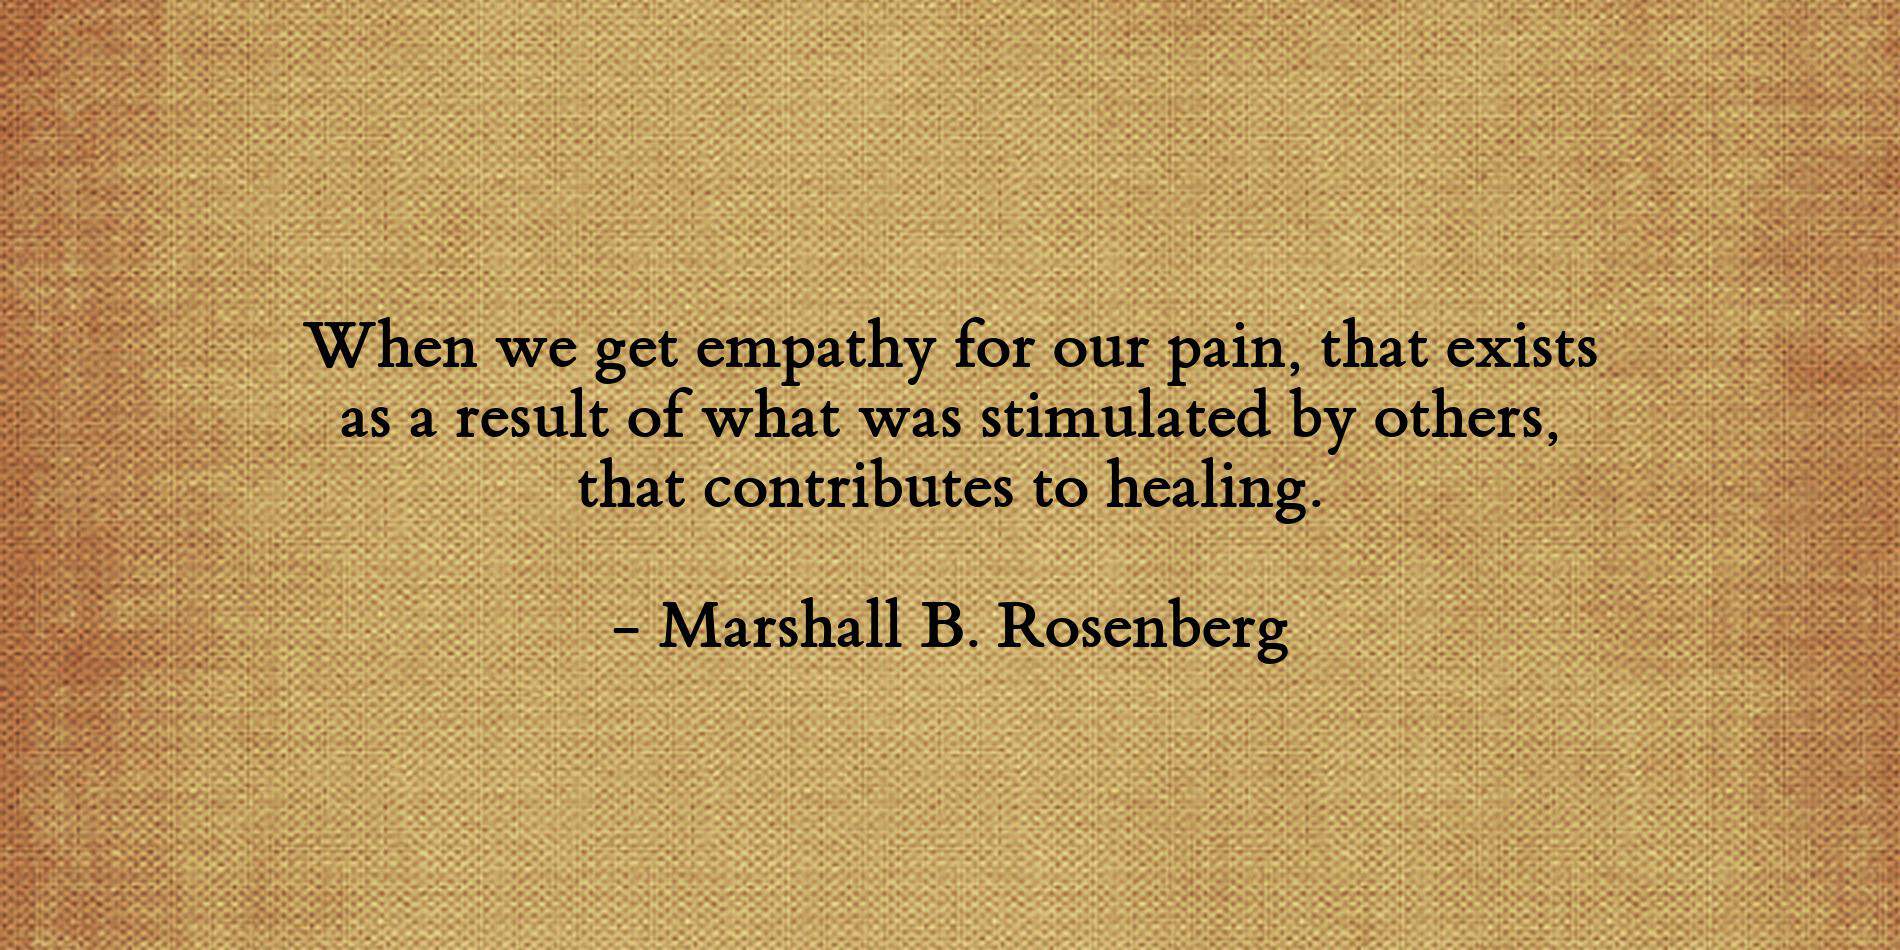 When we get empathy for our pain, that exists
as a result of what was stimulated by others,
that contributes to healing.
– Marshall B. Rosenberg